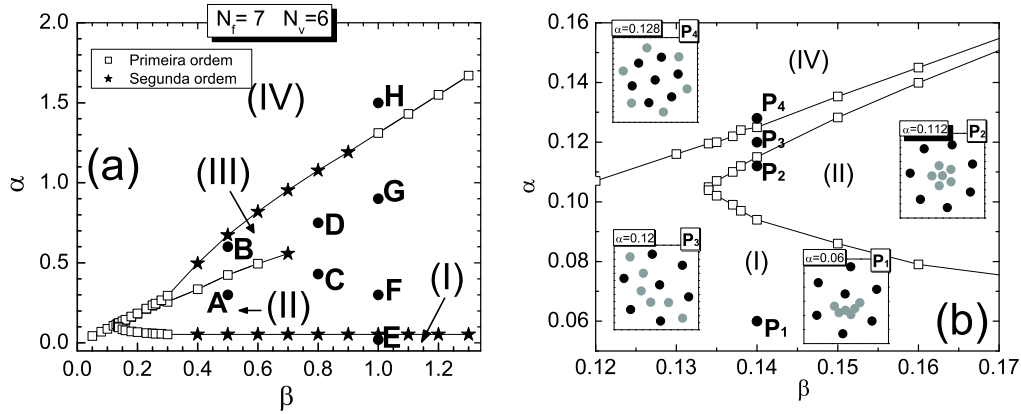 N_f = 7 N_v = 6
Primeira ordem
Segunda ordem
(a)
(IV)
(III)
(II)
(I)
A
B
C
D
E
F
G
H
α
2.0
1.5
1.0
0.5
0.0
0.0 0.2 0.4 0.6 0.8 1.0 1.2
β
α=0.128 P4
(IV)
P4
P3
P2
α=0.112 P2
(II)
α=0.12 P3
(I)
α=0.06 P1
P1
(b)
α
0.16
0.14
0.12
0.10
0.08
0.06
0.12 0.13 0.14 0.15 0.16 0.17
β